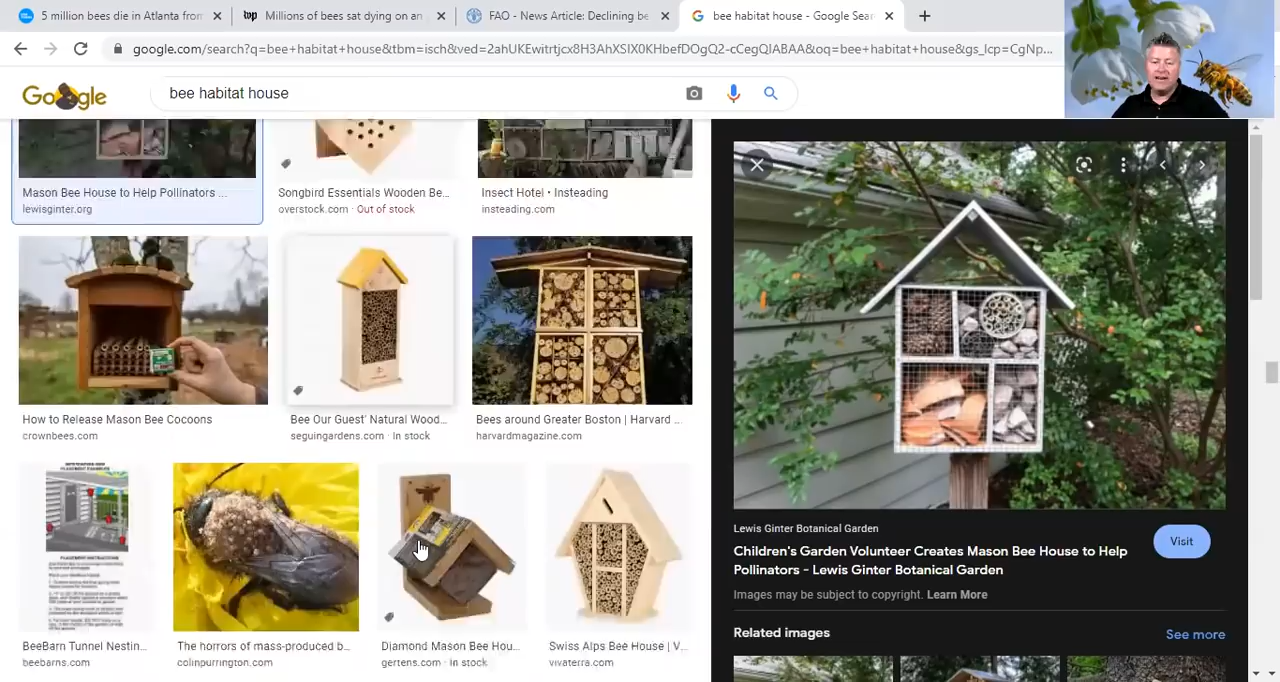 5 million bees die in Atlanta from
Millions of bees sat dying on an
FAO - News Article: Declining be
bee habitat house - Google Sear
google.com/search?q=bee+habitat+house&tbm=isch&ved=2ahUKEwitrtjcx8H3AhXSIX0KHbefDOgQ2-cCegQIABAA&oq=bee+habitat+house&gs_lcp=CgNp...
Google
bee habitat house
Mason Bee House to Help Pollinators ...
lewisginter.org
Songbird Essentials Wooden Be...
overstock.com · Out of stock
Insect Hotel • Insteading
insteading.com
How to Release Mason Bee Cocoons
crownbees.com
Bee Our Guest' Natural Wood...
seguingardens.com · In stock
Bees around Greater Boston | Harvard ...
harvardmagazine.com
BeeBarn Tunnel Nestin...
beebarns.com
The horrors of mass-produced b...
colinpurrington.com
Diamond Mason Bee Hou...
gertens.com · In stock
Swiss Alps Bee House | V...
vivaterra.com
Lewis Ginter Botanical Garden
Children's Garden Volunteer Creates Mason Bee House to Help
Pollinators - Lewis Ginter Botanical Garden
Visit
Images may be subject to copyright. Learn More
Related images
See more